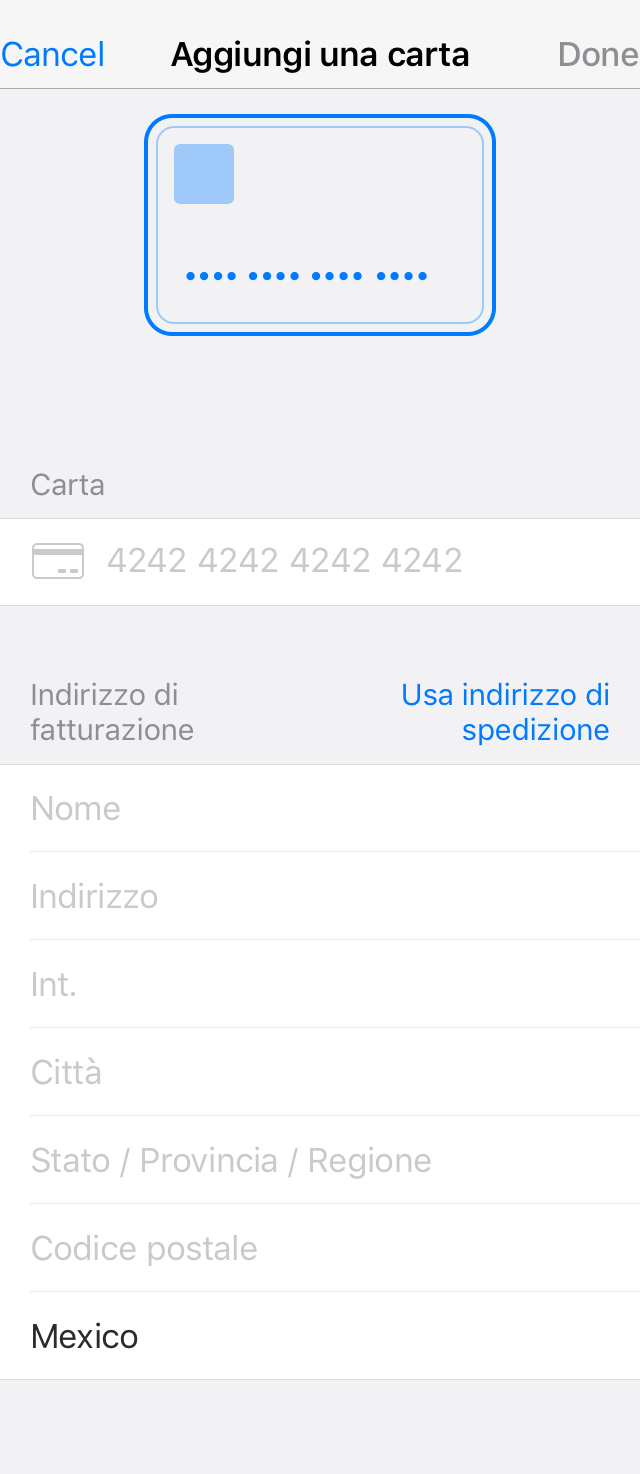 Cancel Aggiungi una carta Done
•••• •••• •••• ••••
Carta
4242 4242 4242 4242
Indirizzo di fatturazione
Usa indirizzo di spedizione
Nome
Indirizzo
Int.
Città
Stato / Provincia / Regione
Codice postale
Mexico